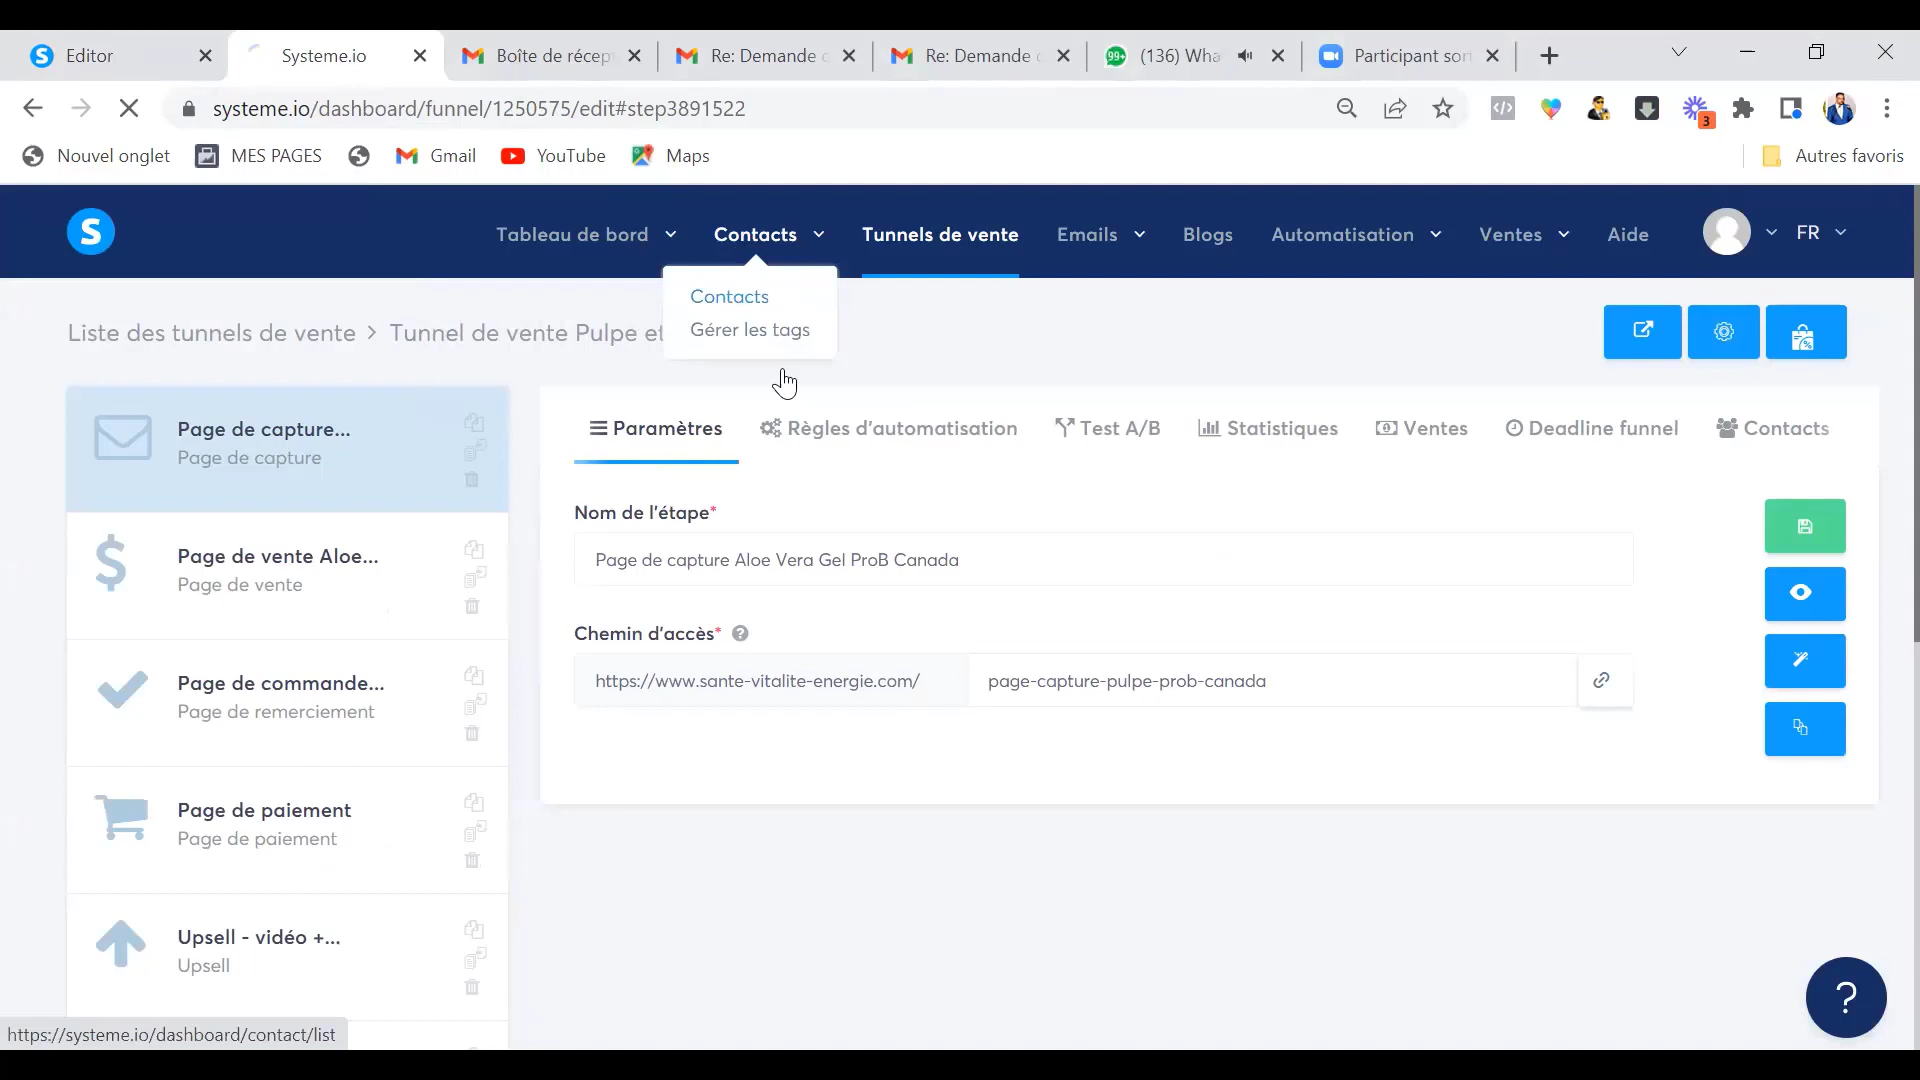 Editor
Systeme.io
Boîte de récep
Re: Demande c
Re: Demande c
99+
(136) Wha
Participant sor
systeme.io/dashboard/funnel/1250575/edit#step3891522
3
Nouvel onglet
MES PAGES
Gmail
YouTube
Maps
Autres favoris
S
Tableau de bord
Contacts
Tunnels de vente
Emails
Blogs
Automatisation
Ventes
Aide
FR
Contacts
Gérer les tags
Liste des tunnels de vente > Tunnel de vente Pulpe et
Page de capture...
Page de capture
Page de vente Aloe...
Page de vente
Page de commande...
Page de remerciement
Page de paiement
Page de paiement
Upsell - vidéo +...
Upsell
Paramètres
Règles d'automatisation
Test A/B
Statistiques
Ventes
Deadline funnel
Contacts
Nom de l'étape*
Page de capture Aloe Vera Gel ProB Canada
Chemin d'accès* ?
https://www.sante-vitalite-energie.com/
page-capture-pulpe-prob-canada
?
https://systeme.io/dashboard/contact/list